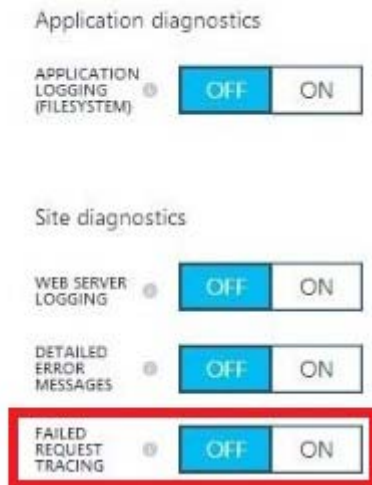 Application diagnostics
APPLICATION
LOGGING
(FILESYSTEM)
OFF ON
Site diagnostics
WEB SERVER
LOGGING
OFF ON
DETAILED
ERROR
MESSAGES
OFF ON
FAILED
REQUEST
TRACING
OFF ON